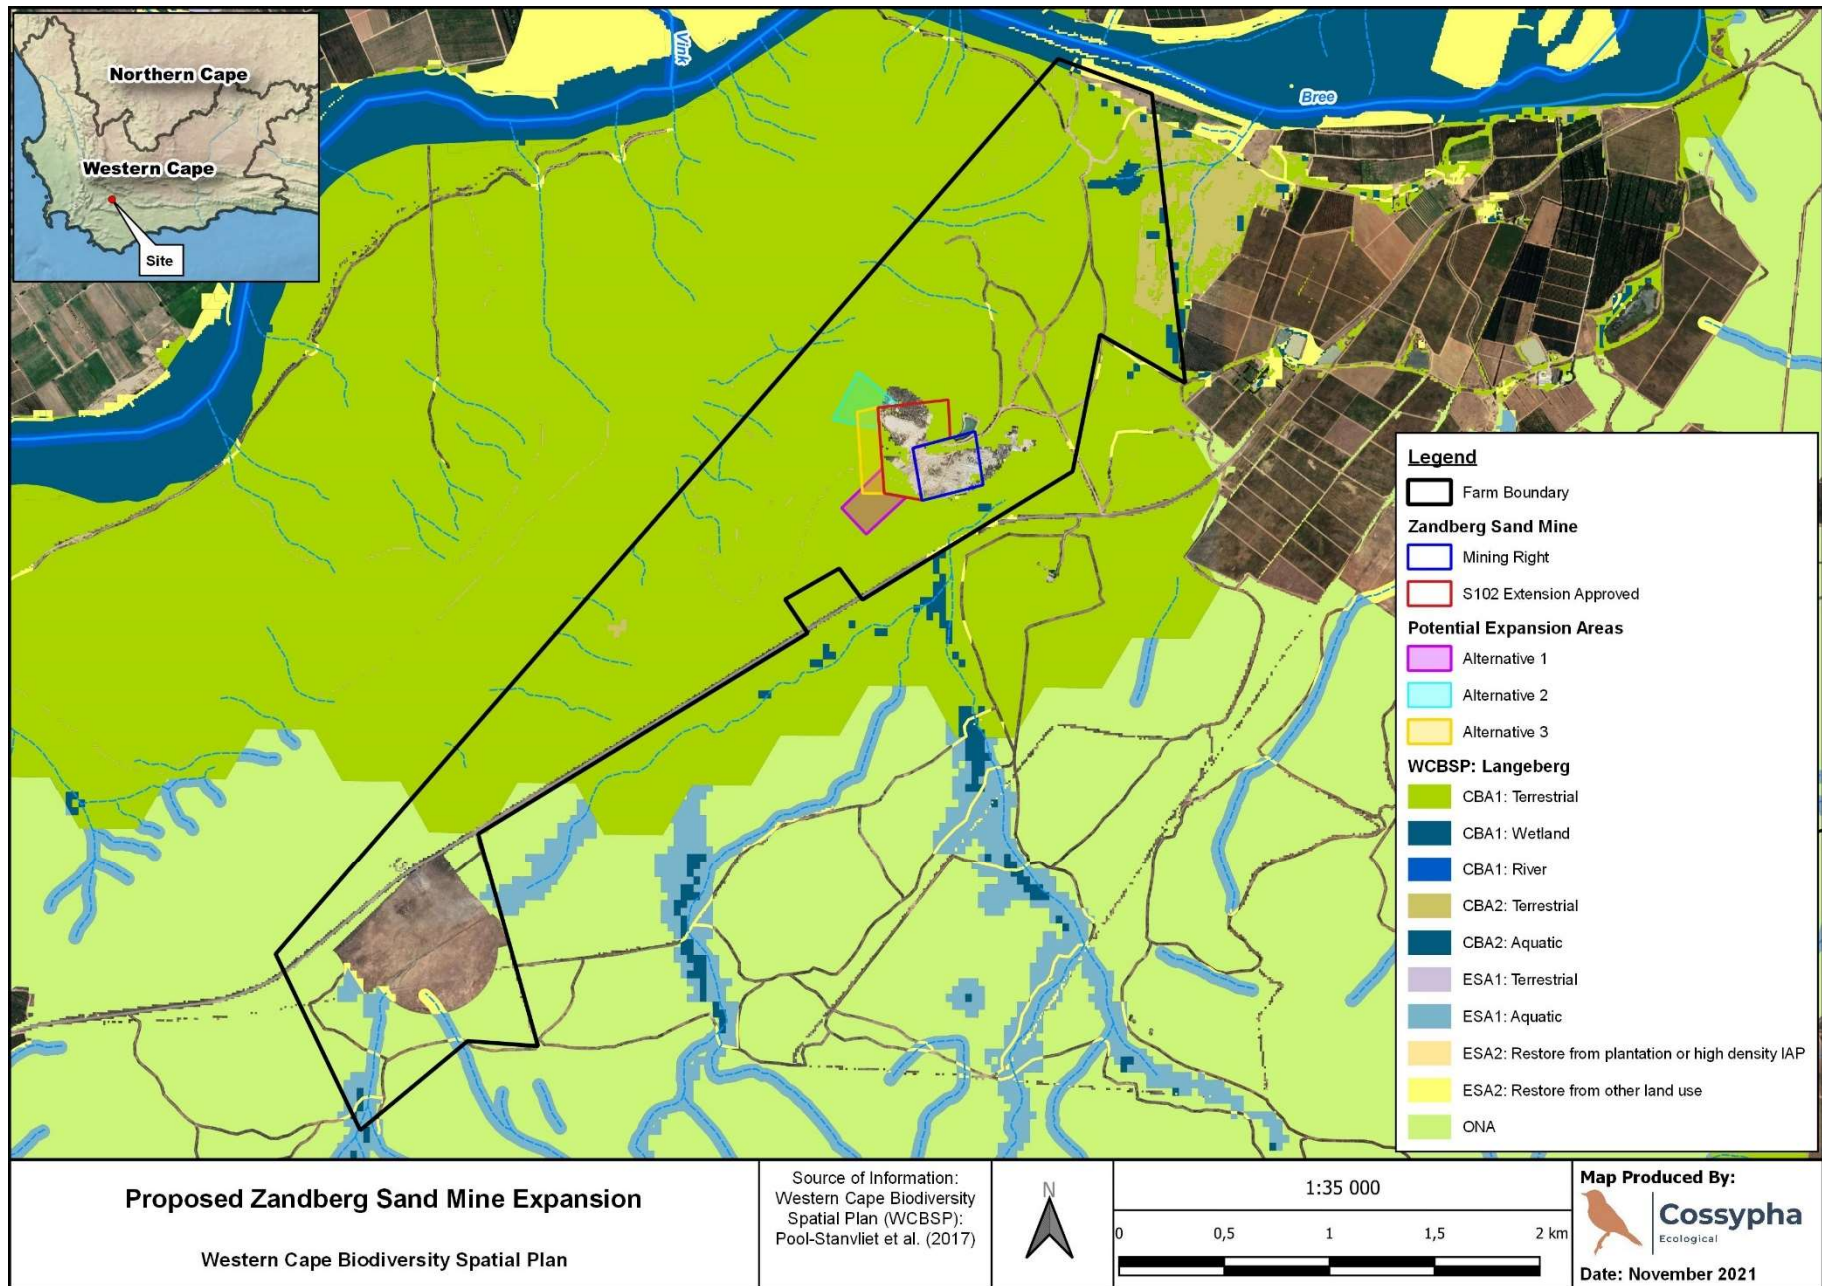 Northern Cape
Western Cape
Site
Vink
Bree
Legend
Farm Boundary
Zandberg Sand Mine
Mining Right
S102 Extension Approved
Potential Expansion Areas
Alternative 1
Alternative 2
Alternative 3
WCBSP: Langeberg
CBA1: Terrestrial
CBA1: Wetland
CBA1: River
CBA2: Terrestrial
CBA2: Aquatic
ESA1: Terrestrial
ESA1: Aquatic
ESA2: Restore from plantation or high density IAP
ESA2: Restore from other land use
ONA
Proposed Zandberg Sand Mine Expansion
Western Cape Biodiversity Spatial Plan
Source of Information:
Western Cape Biodiversity
Spatial Plan (WCBSP):
Pool-Stanvliet et al. (2017)
N
1:35 000
0 0,5 1 1,5 2 km
Map Produced By:
Cossypha
Ecological
Date: November 2021